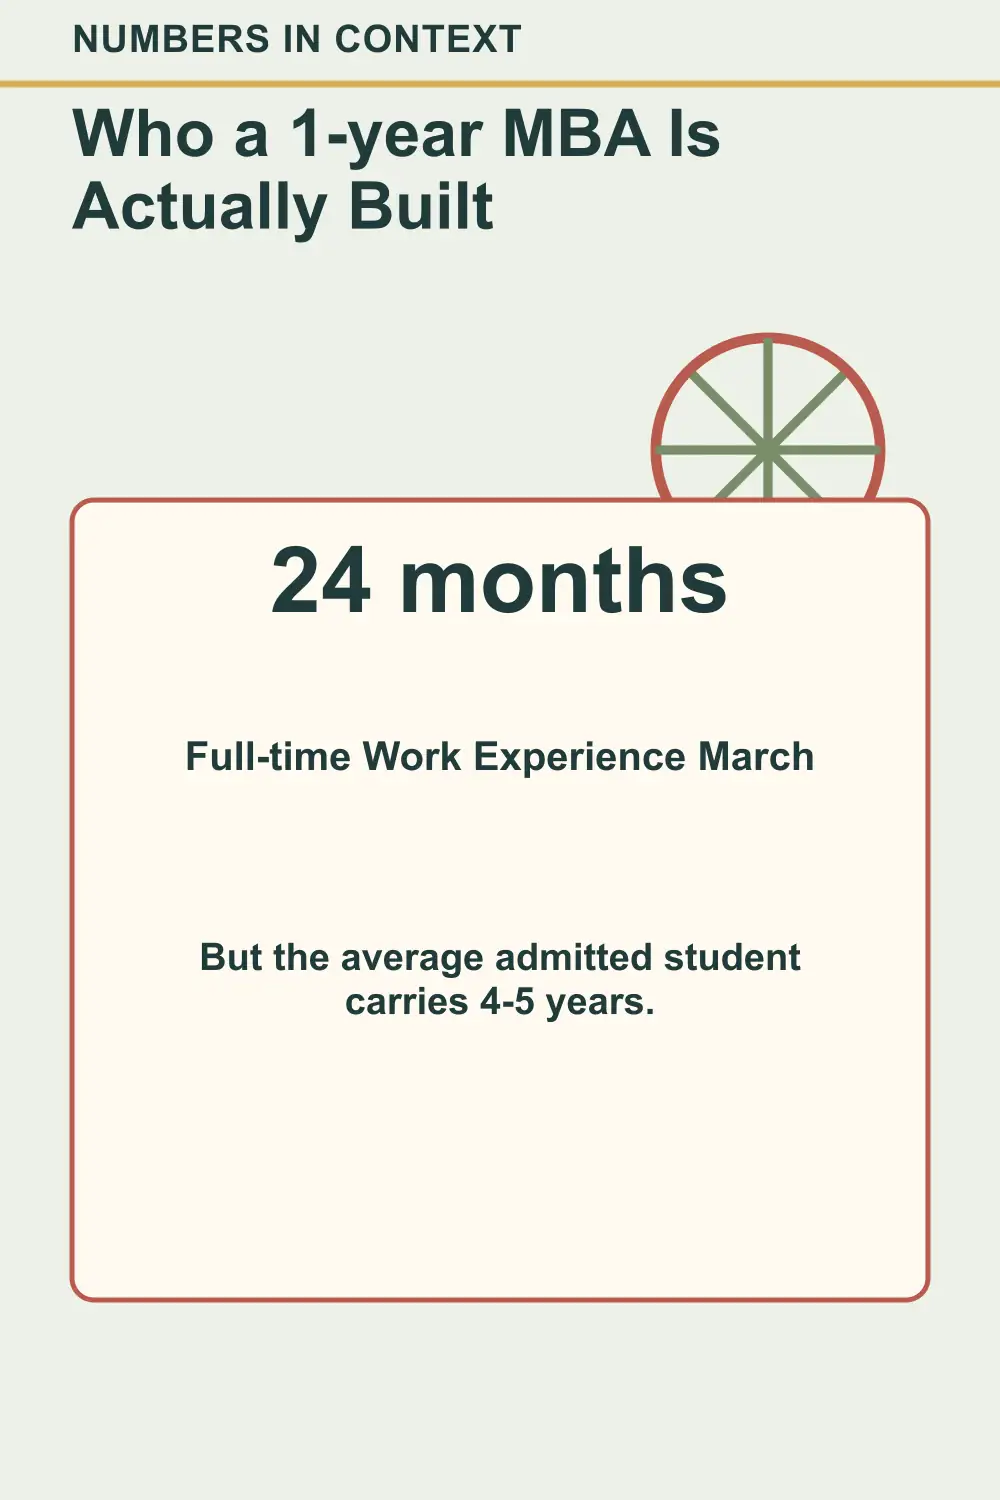 NUMBERS IN CONTEXT
Who a 1-year MBA Is
Actually Built
24 months
Full-time Work Experience March
But the average admitted student
carries 4-5 years.